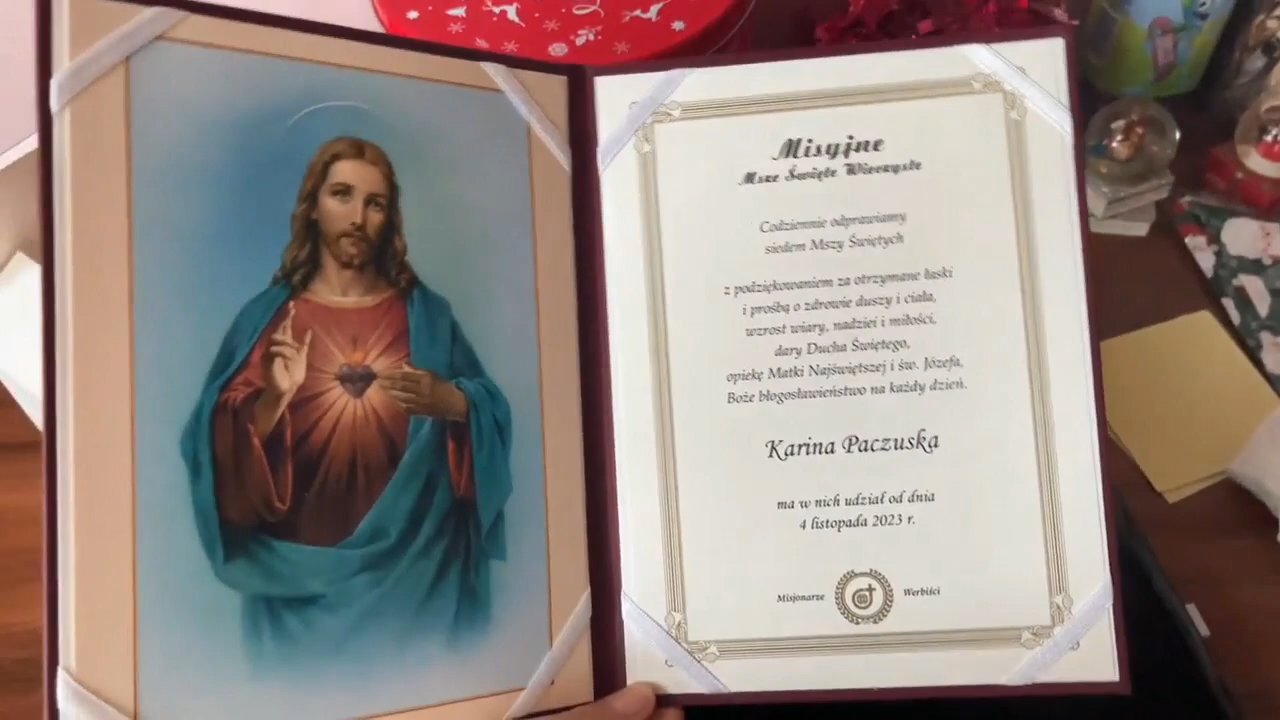 Misyjne
Msze Święte Wieczyste
Codziennie odprawiamy
siedem Mszy Świętych
z podziękowaniem za otrzymane łaski
i prośbą o zdrowie duszy i ciała,
wzrost wiary, nadziei i miłości,
dary Ducha Świętego,
opiekę Matki Najświętszej i św. Józefa,
Boże błogosławieństwo na każdy dzień.
Karina Paczuska
ma w nich udział od dnia
4 listopada 2023 r.
Misjonarze Werbiści